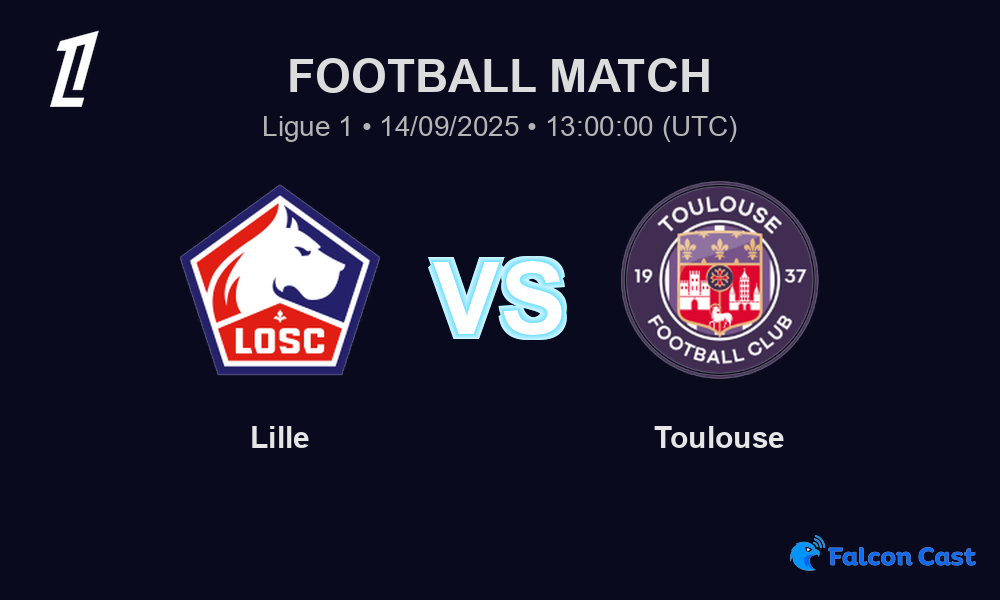 FOOTBALL MATCH
Ligue 1 • 14/09/2025 • 13:00:00 (UTC)
LOSC
VS
TOULOUSE
19 37
FOOTBALL CLUB
Lille
Toulouse
Falcon Cast